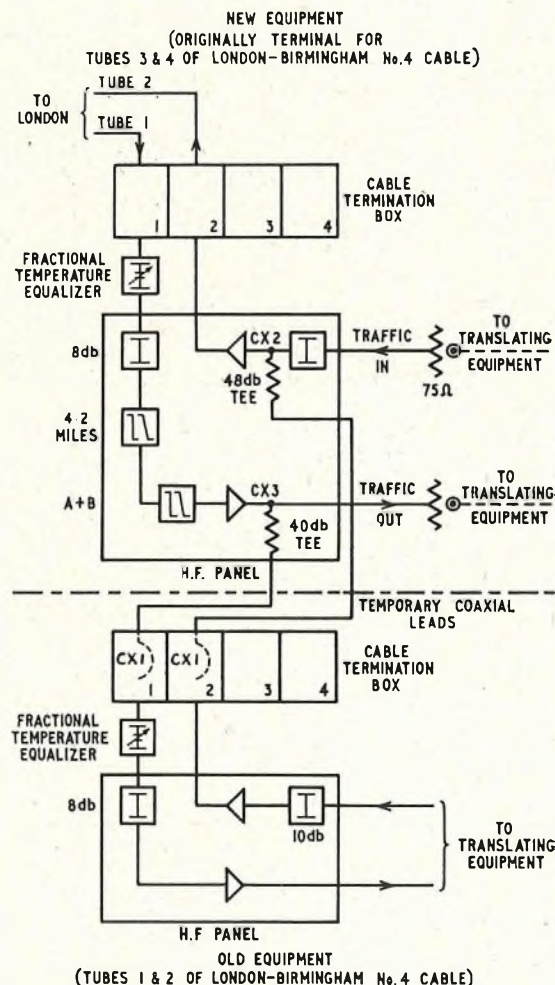 NEW EQUIPMENT
(ORIGINALLY TERMINAL FOR
TUBES 3 & 4 OF LONDON-BIRMINGHAM No.4 CABLE)
TUBE 2
TO
LONDON
TUBE 1
CABLE
TERMINATION
BOX
1
2
3
4
FRACTIONAL
TEMPERATURE
EQUALIZER
8db
CX2
48db
TEE
TRAFFIC
IN
75Ω
TO
TRANSLATING
EQUIPMENT
4·2
MILES
A+B
CX3
40db
TEE
TRAFFIC
OUT
TO
TRANSLATING
EQUIPMENT
H.F. PANEL
TEMPORARY COAXIAL
LEADS
CX1
1
CX1
2
3
4
CABLE
TERMINATION
BOX
FRACTIONAL
TEMPERATURE
EQUALIZER
8db
10db
TO
TRANSLATING
EQUIPMENT
H.F PANEL
OLD EQUIPMENT
(TUBES 1 & 2 OF LONDON-BIRMINGHAM No.4 CABLE)